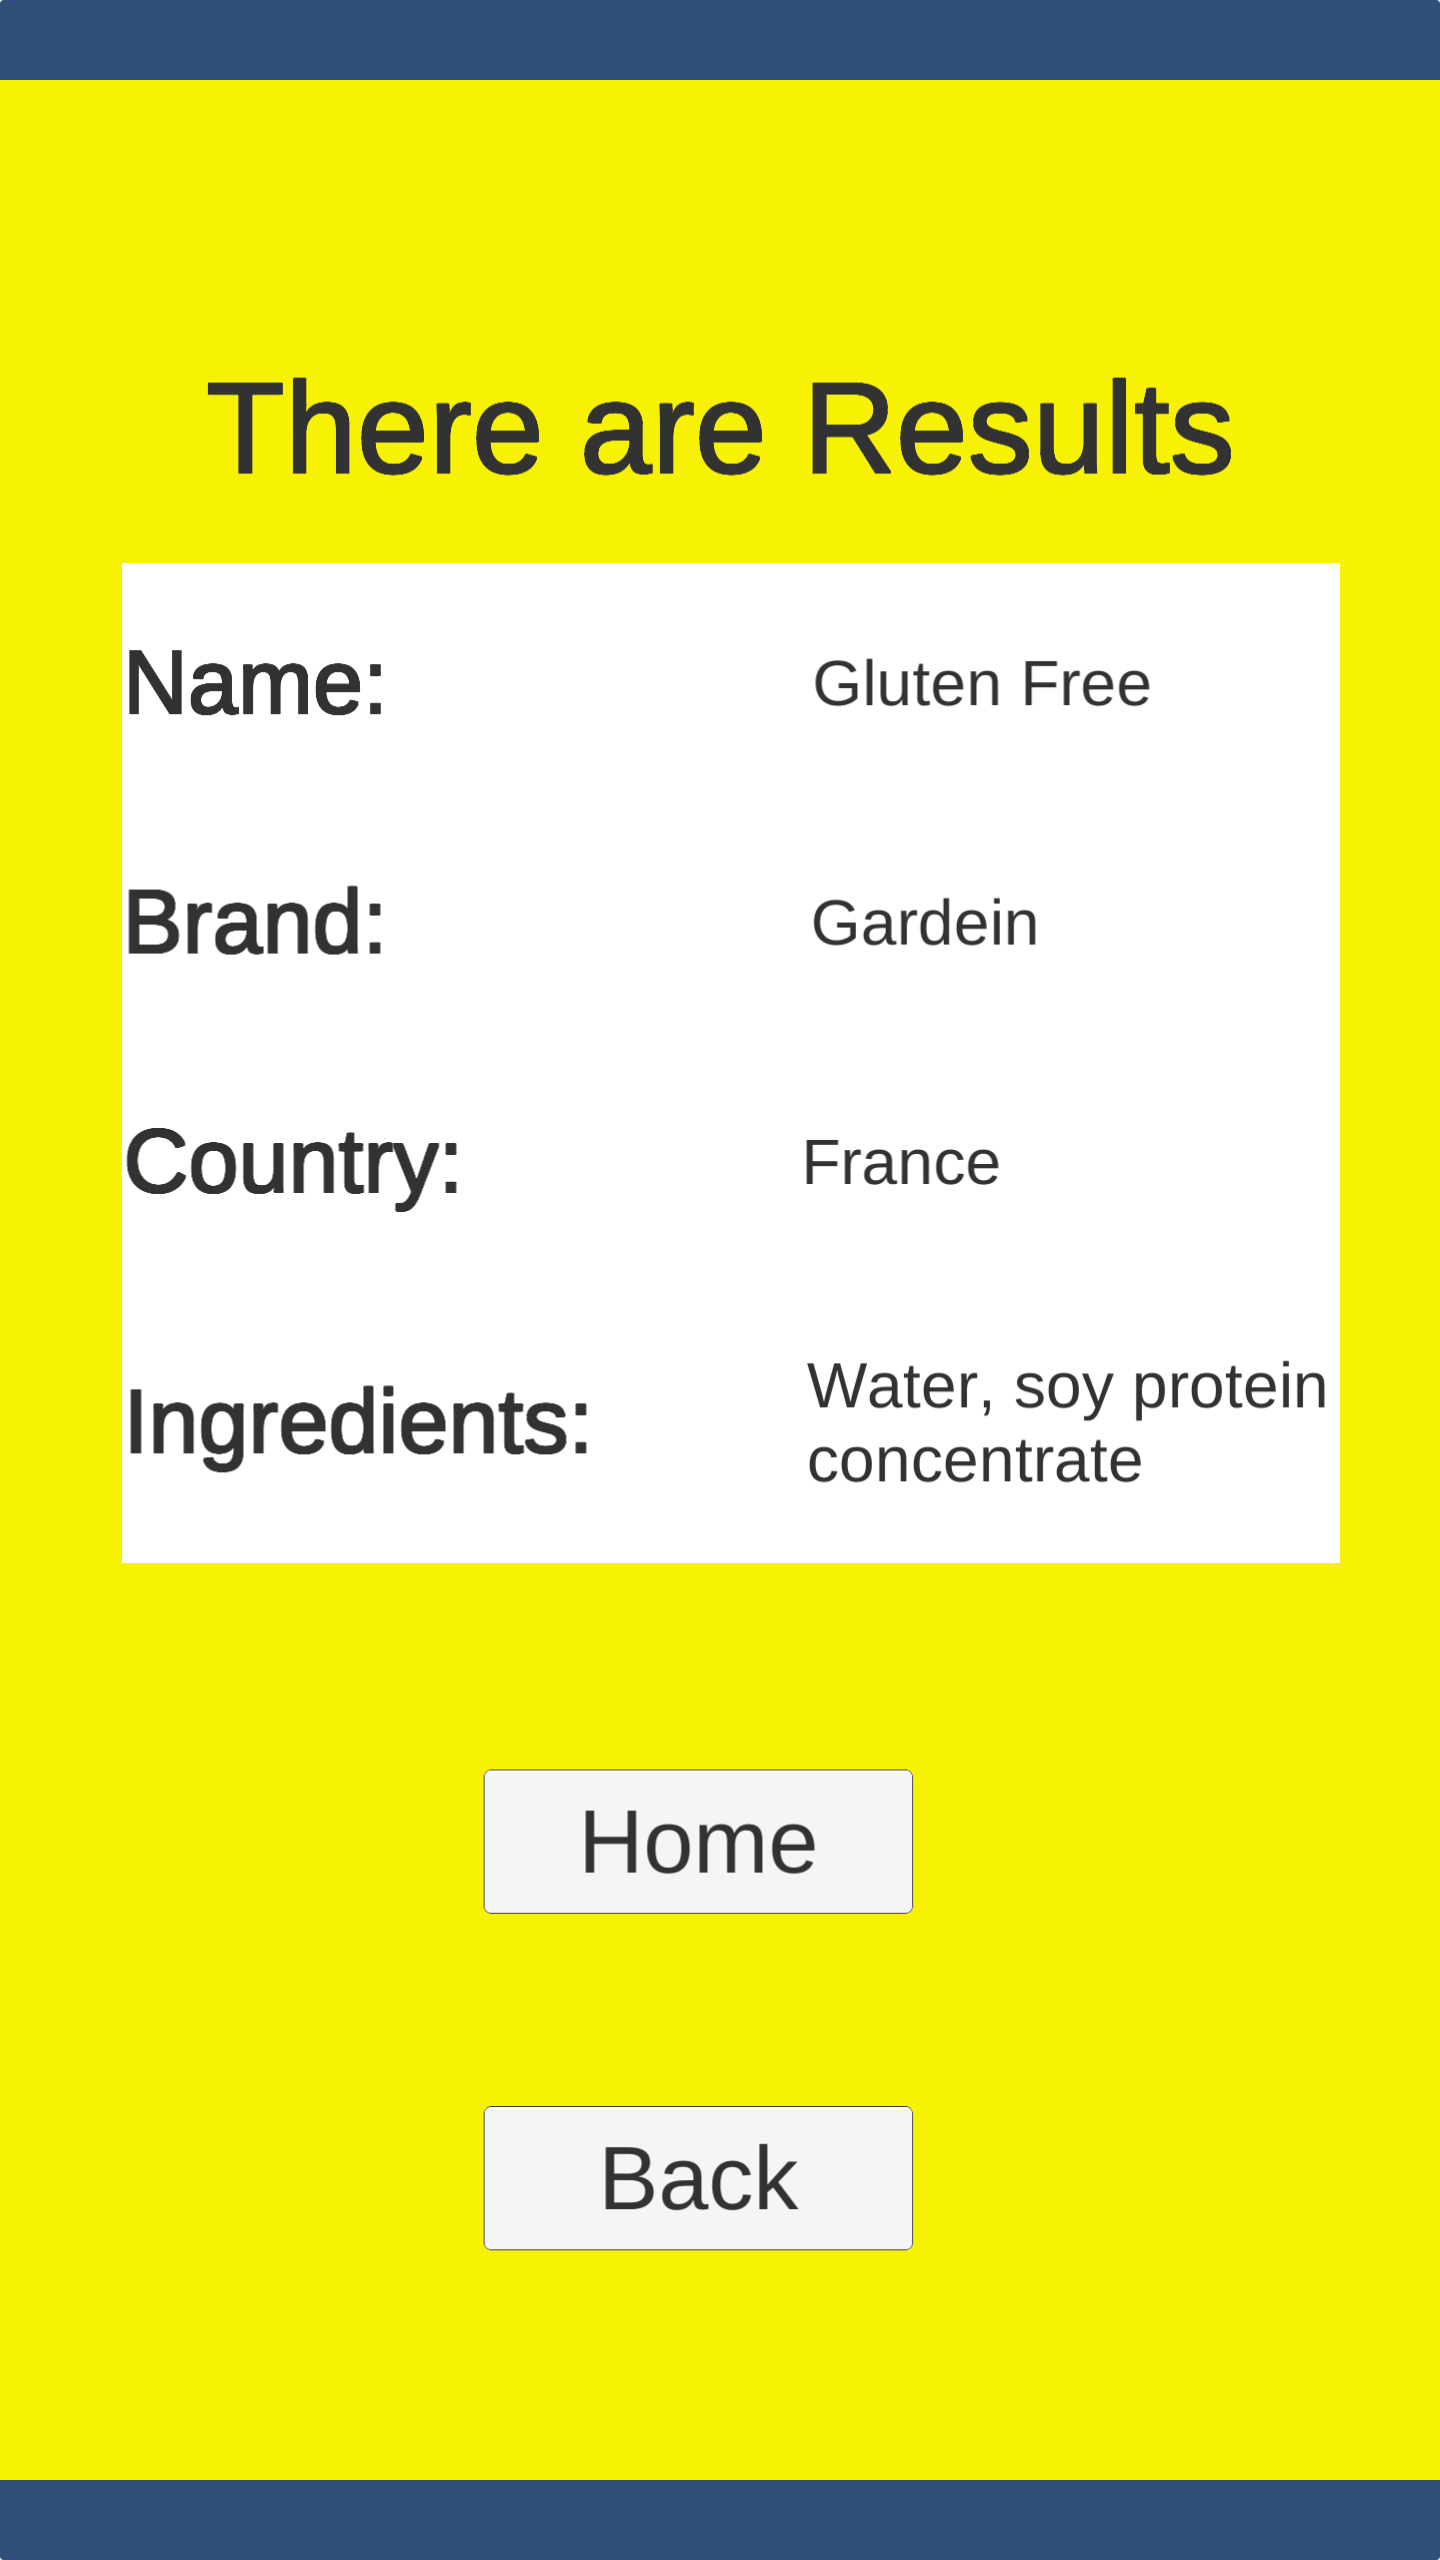 There are Results
Name: Gluten Free
Brand: Gardein
Country: France
Ingredients: Water, soy protein
concentrate
Home
Back